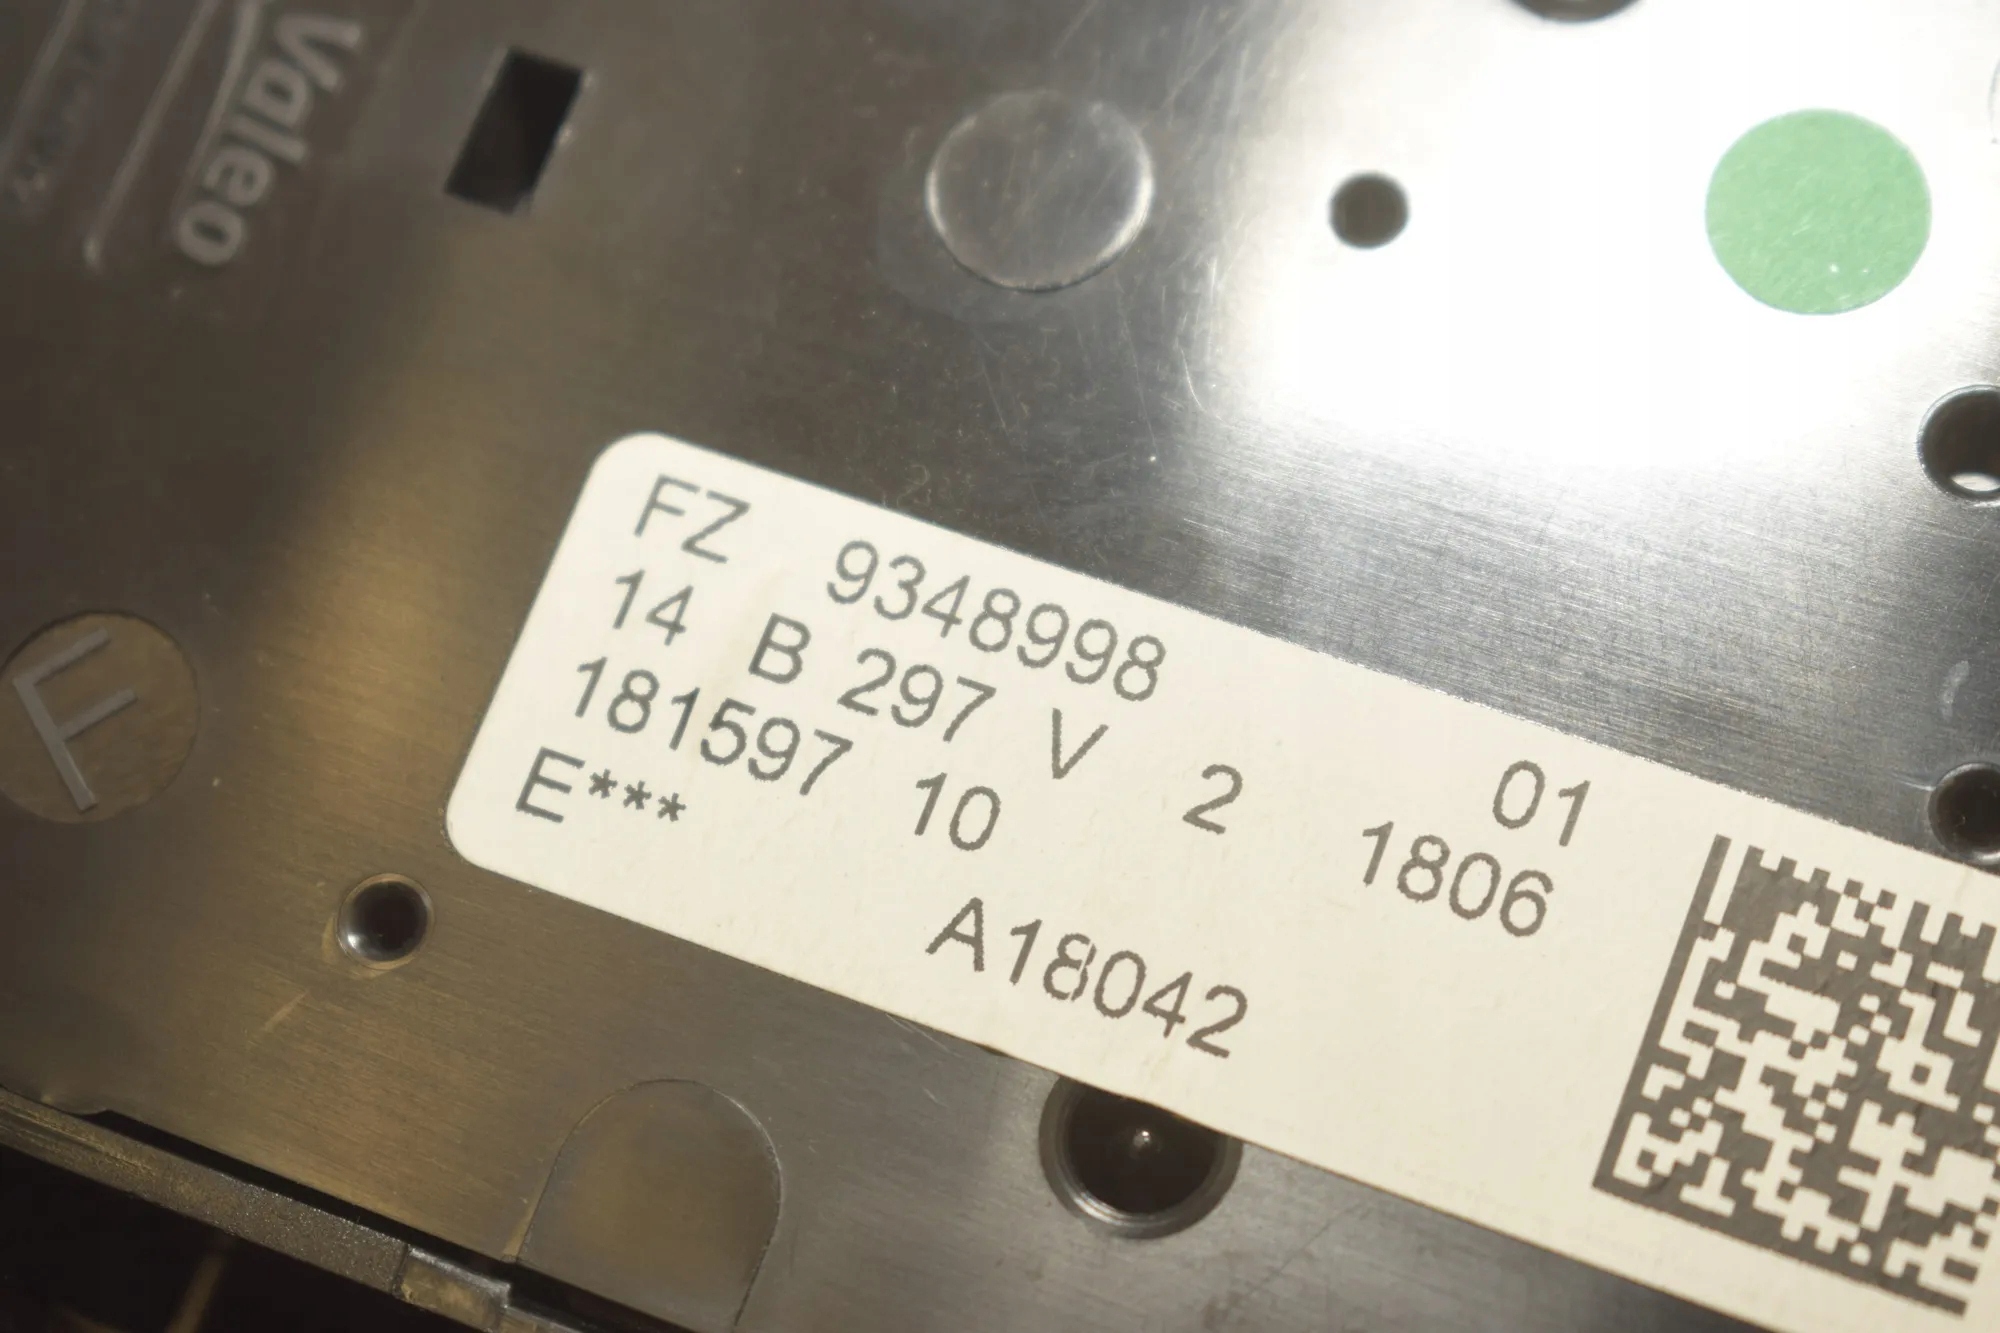 Valeo
FZ 9348998 01
14 B 297 V 2 1806
181597 10
E*** A18042
F